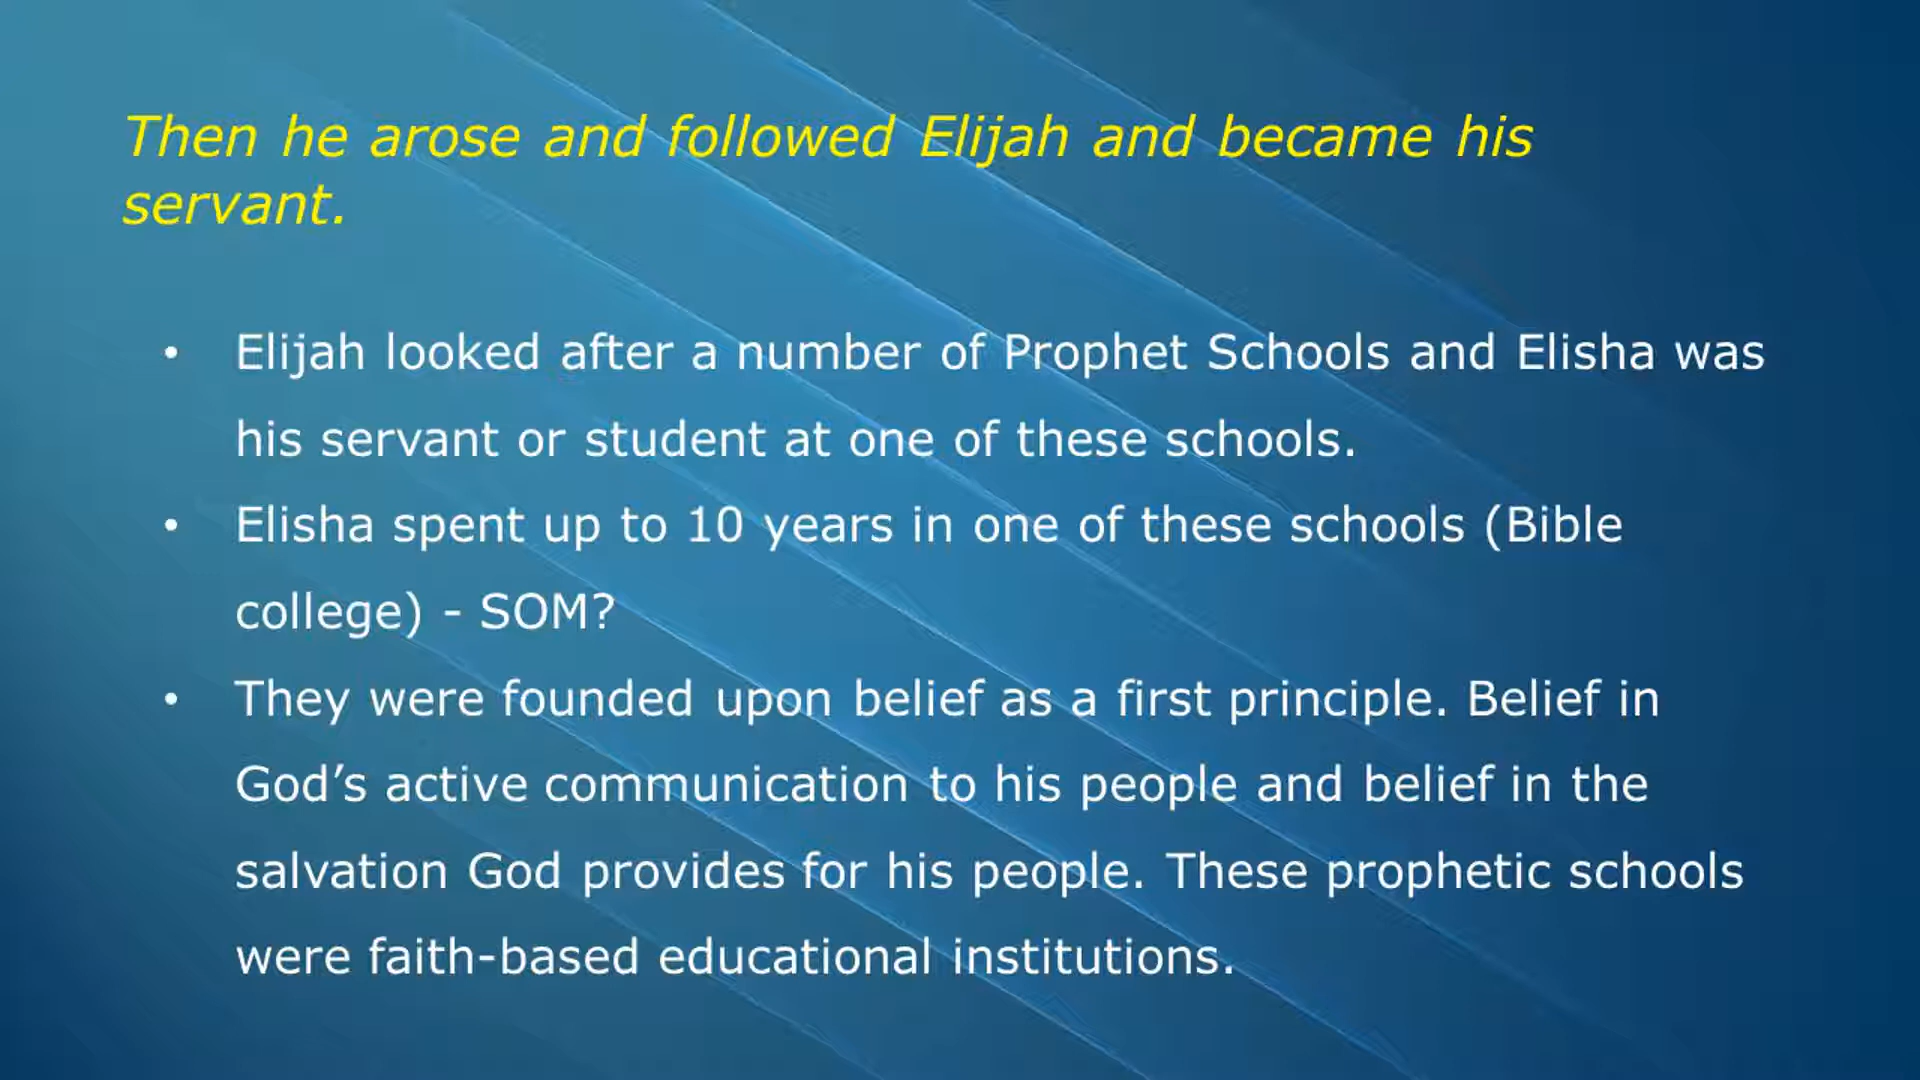 Then he arose and followed Elijah and became his
servant.
• Elijah looked after a number of Prophet Schools and Elisha was
his servant or student at one of these schools.
• Elisha spent up to 10 years in one of these schools (Bible
college) - SOM?
• They were founded upon belief as a first principle. Belief in
God’s active communication to his people and belief in the
salvation God provides for his people. These prophetic schools
were faith-based educational institutions.